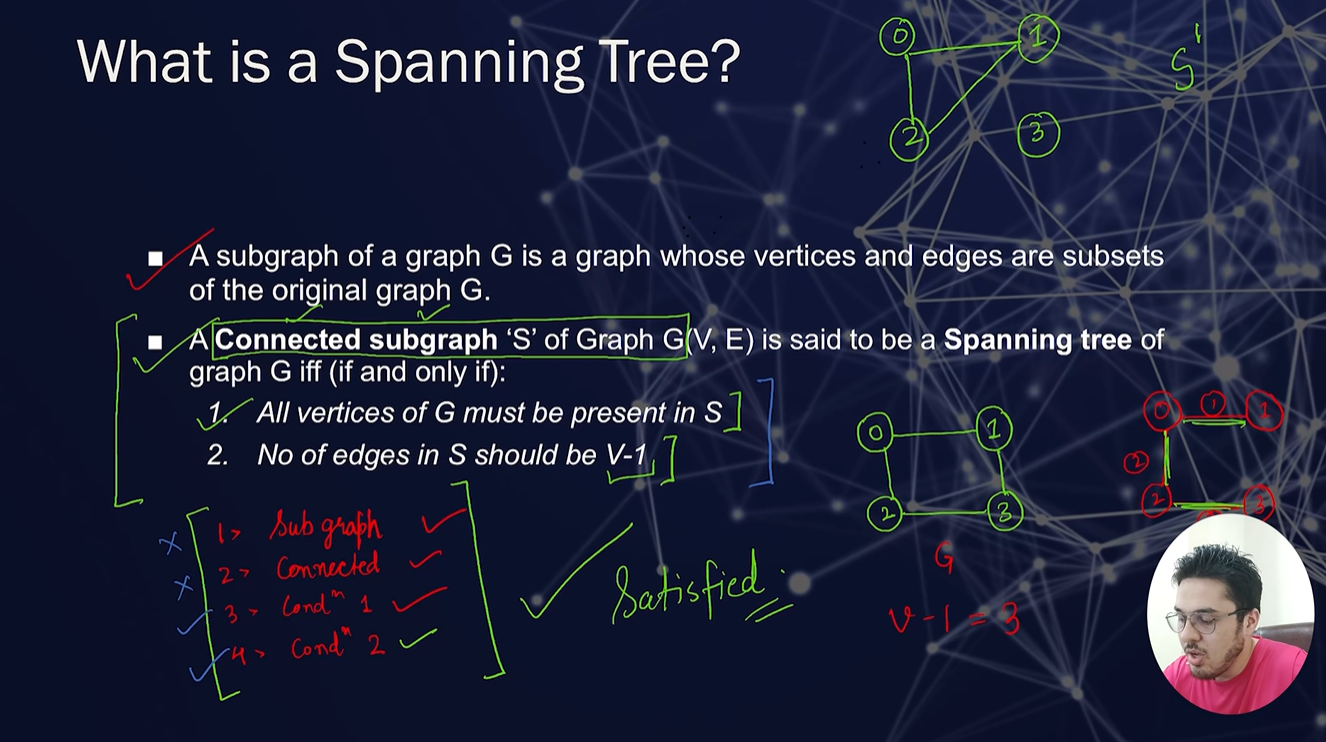 What is a Spanning Tree?
0 1
S'
2 3
■ A subgraph of a graph G is a graph whose vertices and edges are subsets
of the original graph G.
■ A Connected subgraph ‘S’ of Graph G(V, E) is said to be a Spanning tree of
graph G iff (if and only if):
1. All vertices of G must be present in S
2. No of edges in S should be V-1
0 1
2 3
G
V-1 = 3
0 1 1
2
2 3
1> Sub graph
2> Connected
3> Condn 1
4> Condn 2
Satisfied.